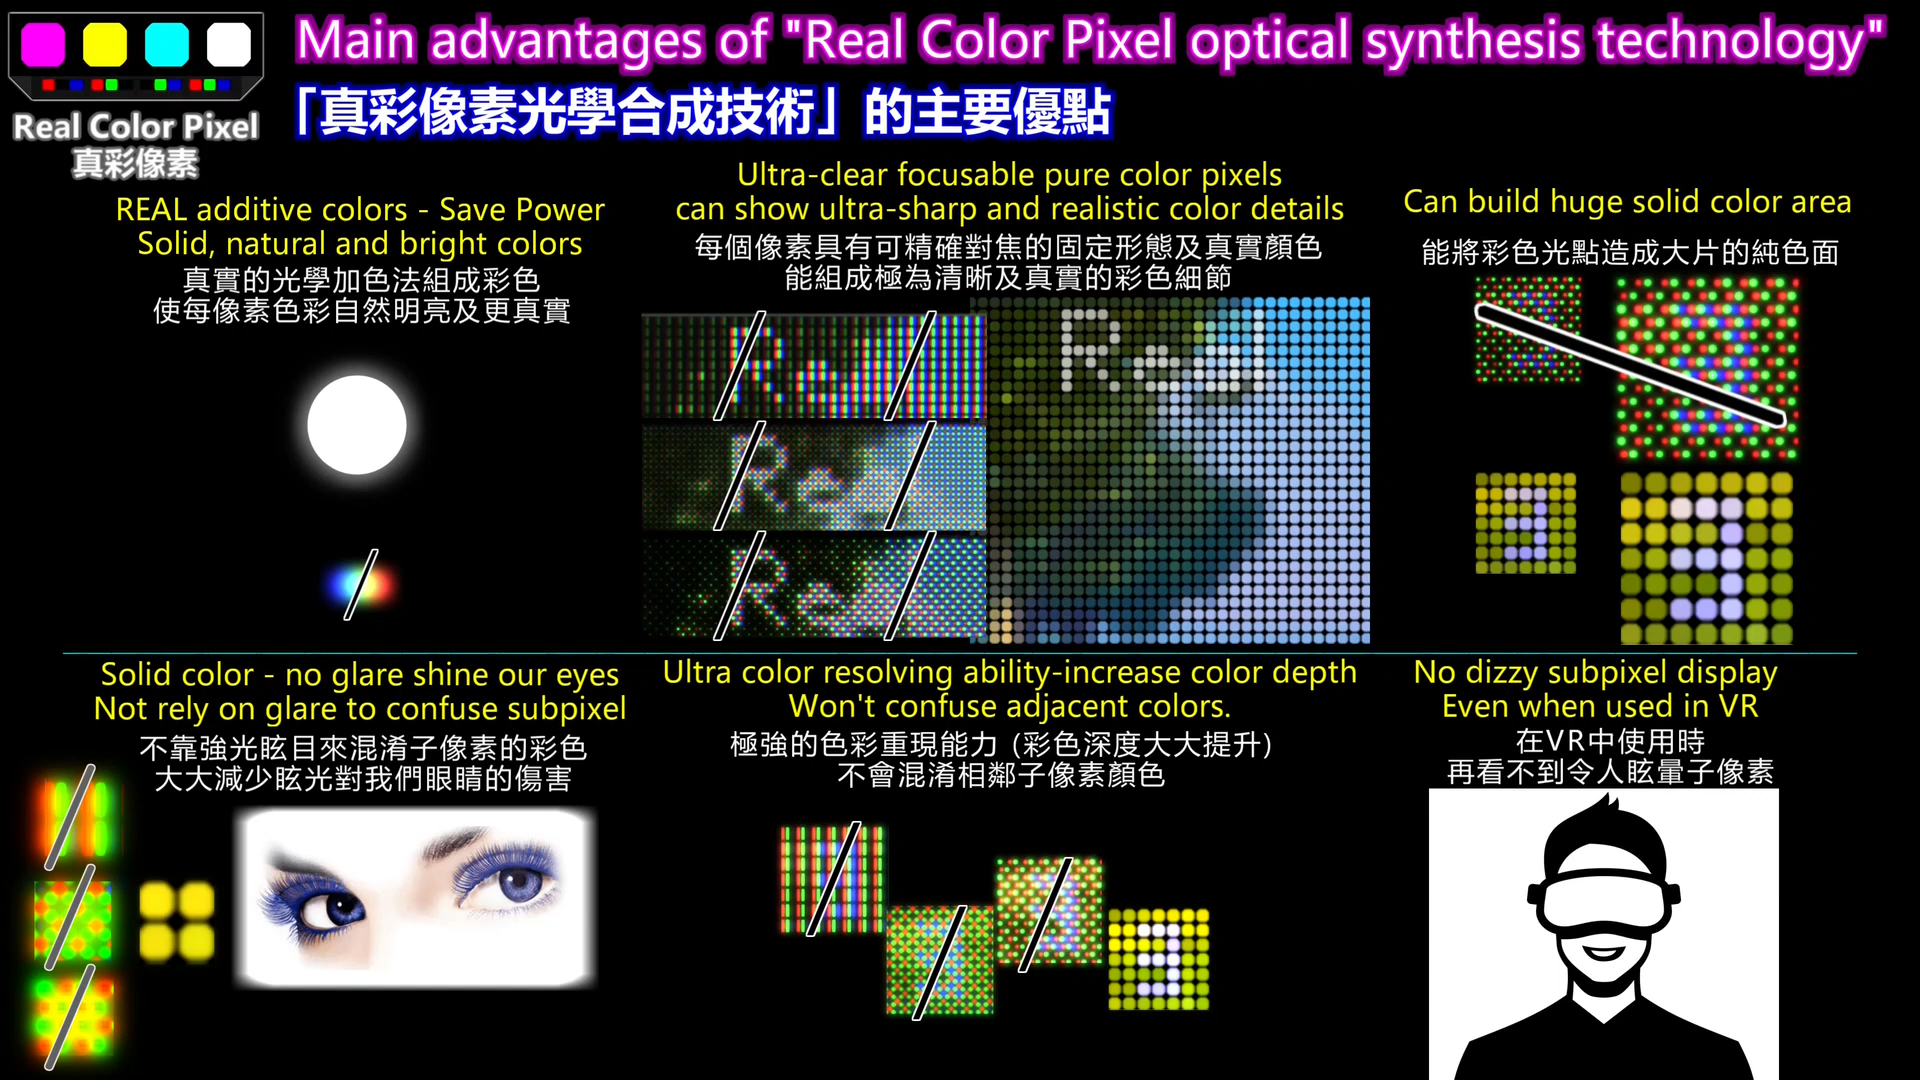 Real Color Pixel
真彩像素
Main advantages of "Real Color Pixel optical synthesis technology"
「真彩像素光學合成技術」的主要優點
REAL additive colors - Save Power
Solid, natural and bright colors
真實的光學加色法組成彩色
使每像素色彩自然明亮及更真實
Ultra-clear focusable pure color pixels
can show ultra-sharp and realistic color details
每個像素具有可精確對焦的固定形態及真實顏色
能組成極為清晰及真實的彩色細節
Real
Re
Re
Real
Can build huge solid color area
能將彩色光點造成大片的純色面
Solid color - no glare shine our eyes
Not rely on glare to confuse subpixel
不靠強光眩目來混淆子像素的彩色
大大減少眩光對我們眼睛的傷害
Ultra color resolving ability-increase color depth
Won't confuse adjacent colors.
極強的色彩重現能力 (彩色深度大大提升)
不會混淆相鄰子像素顏色
No dizzy subpixel display
Even when used in VR
在VR中使用時
再看不到令人眩暈子像素